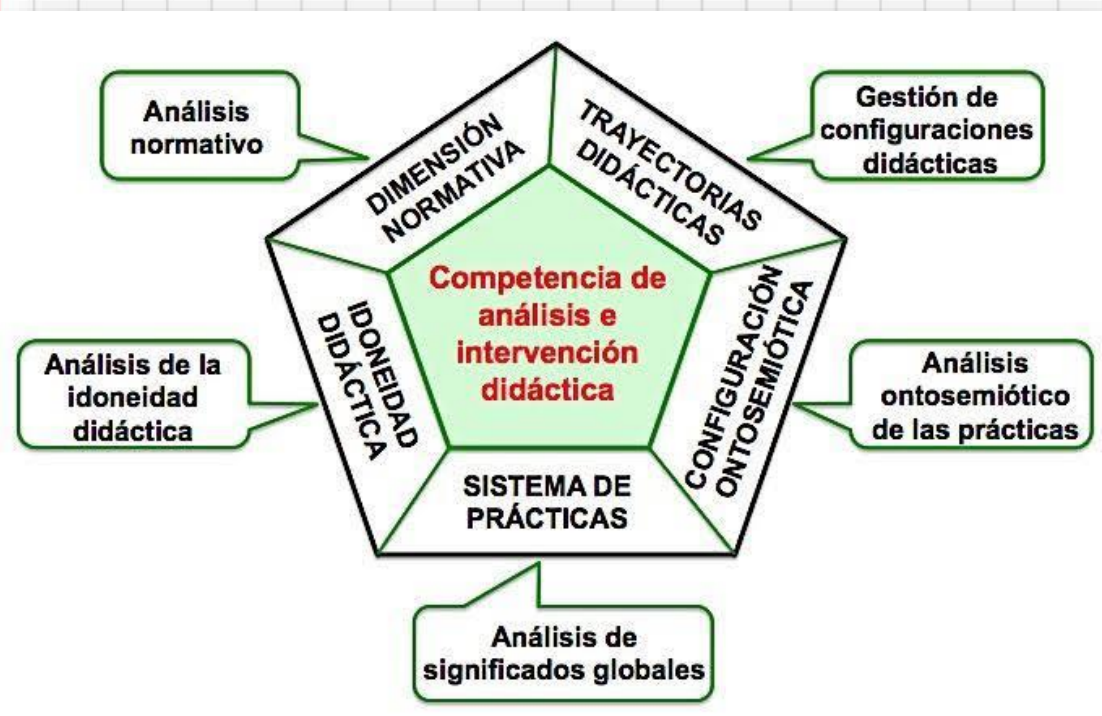 Análisis
normativo
DIMENSIÓN
NORMATIVA
TRAYECTORIAS
DIDÁCTICAS
Gestión de
configuraciones
didácticas
Competencia de
análisis e
intervención
didáctica
Análisis de la
idoneidad
didáctica
IDONEIDAD
DIDÁCTICA
CONFIGURACIÓN
ONTOSEMIÓTICA
Análisis
ontosemiótico
de las prácticas
SISTEMA DE
PRÁCTICAS
Análisis de
significados globales